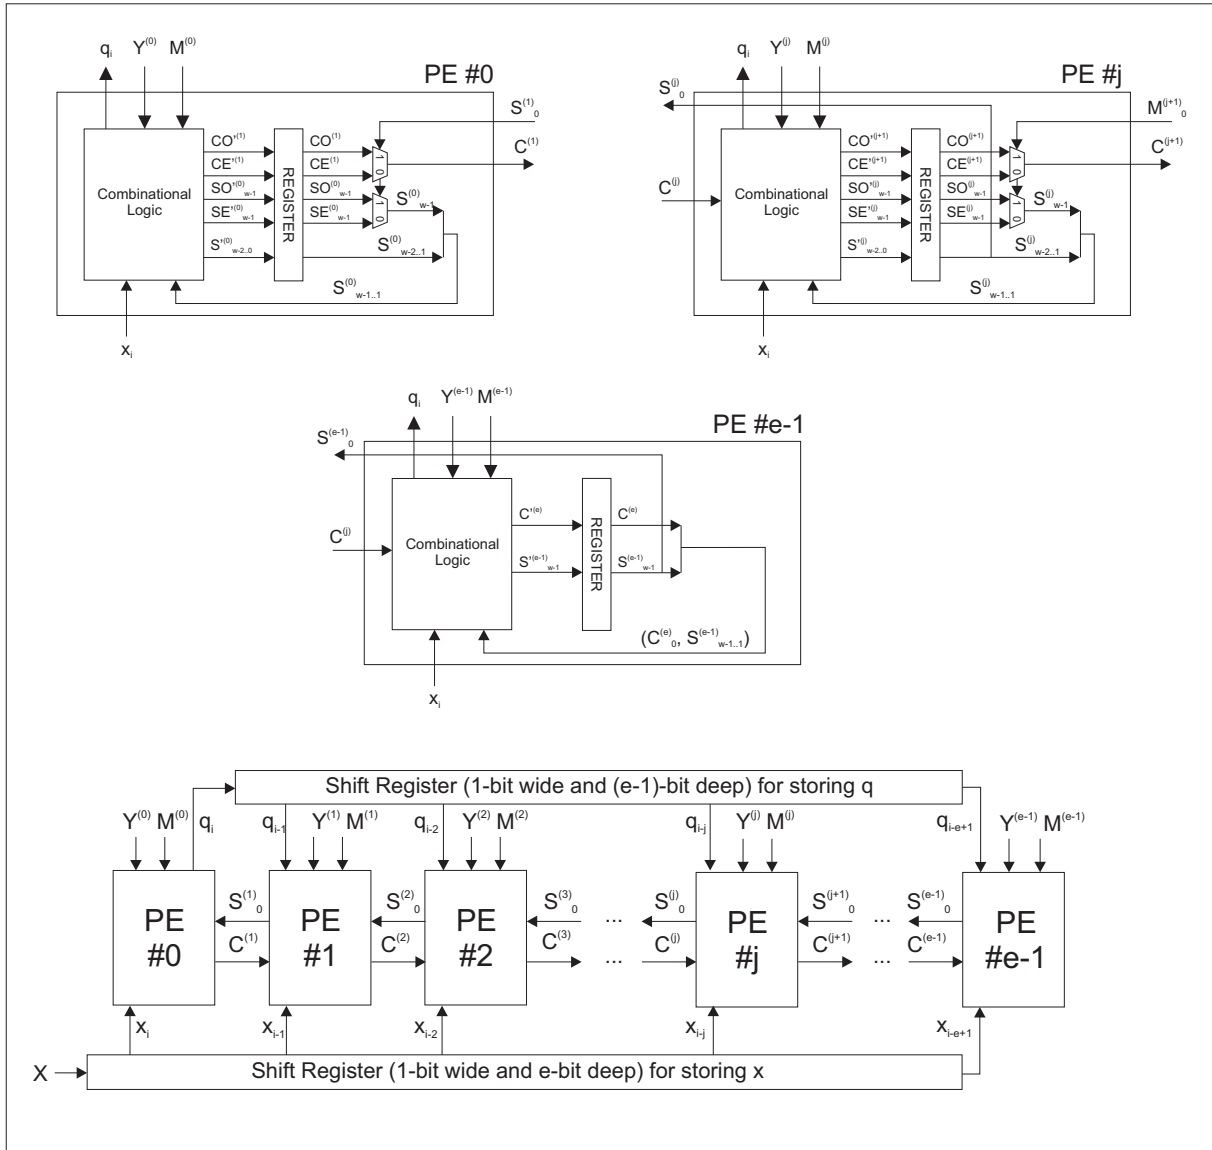 q_i Y^(0) M^(0)
PE #0
S^(1)_0
C^(1)
Combinational Logic
CO'^(1)
CE'^(1)
SO'^(0)_w-1
SE'^(0)_w-1
S'^(0)_w-2..0
REGISTER
CO^(1)
CE^(1)
SO^(0)_w-1
SE^(0)_w-1
1 0
1 0
S^(0)_w-1
S^(0)_w-2..1
S^(0)_w-1..1
x_i
q_i Y^(j) M^(j)
PE #j
S^(j)_0
M^(j+1)_0
C^(j+1)
C^(j)
Combinational Logic
CO'^(j+1)
CE'^(j+1)
SO'^(j)_w-1
SE'^(j)_w-1
S'^(j)_w-2..0
REGISTER
CO^(j+1)
CE^(j+1)
SO^(j)_w-1
SE^(j)_w-1
1 0
1 0
S^(j)_w-1
S^(j)_w-2..1
S^(j)_w-1..1
x_i
q_i Y^(e-1) M^(e-1)
PE #e-1
S^(e-1)_0
C^(j)
Combinational Logic
C'^(e)
S'^(e-1)_w-1
REGISTER
C^(e)
S^(e-1)_w-1
(C^(e)_0, S^(e-1)_w-1..1)
x_i
Shift Register (1-bit wide and (e-1)-bit deep) for storing q
Y^(0) M^(0) q_i q_i-1 Y^(1) M^(1) q_i-2 Y^(2) M^(2) q_i-j Y^(j) M^(j) q_i-e+1 Y^(e-1) M^(e-1)
PE #0
S^(1)_0
C^(1)
PE #1
S^(2)_0
C^(2)
PE #2
S^(3)_0 ...
C^(3) ...
S^(j)_0
C^(j)
PE #j
S^(j+1)_0 ...
C^(j+1) ...
S^(e-1)_0
C^(e-1)
PE #e-1
x_i x_i-1 x_i-2 x_i-j x_i-e+1
X
Shift Register (1-bit wide and e-bit deep) for storing x